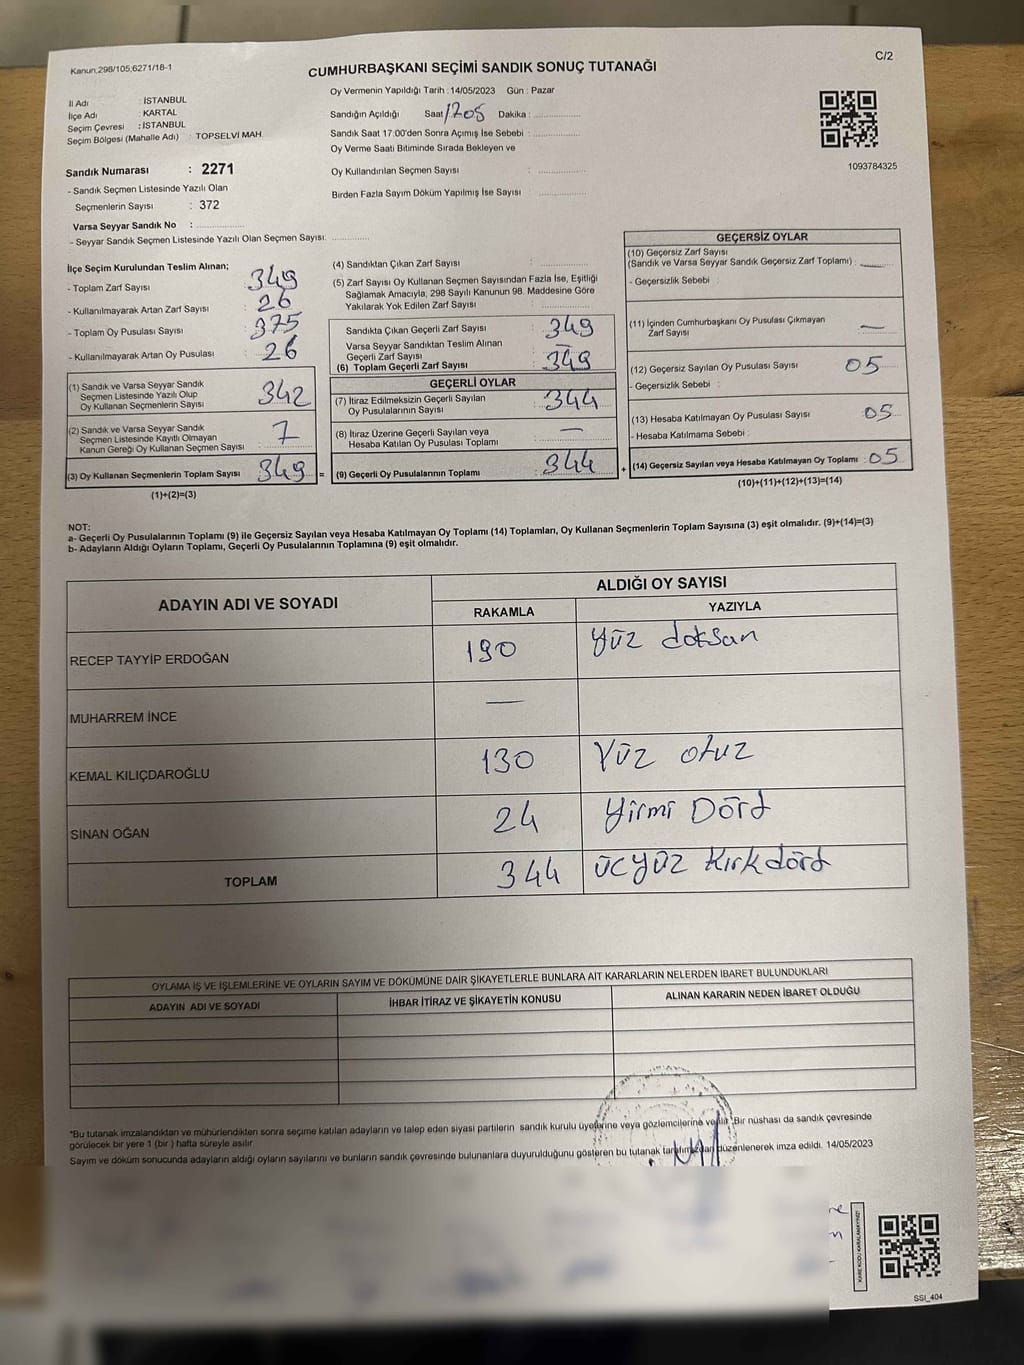 Kanun,298/105,6271/18-1
C/2
CUMHURBAŞKANI SEÇİMİ SANDIK SONUÇ TUTANAĞI
İl Adı : İSTANBUL
İlçe Adı : KARTAL
Seçim Çevresi : İSTANBUL
Seçim Bölgesi (Mahalle Adı) : TOPSELVİ MAH.
Oy Vermenin Yapıldığı Tarih : 14/05/2023 Gün : Pazar
Sandığın Açıldığı Saat 1705 Dakika : ..............
Sandık Saat 17:00'den Sonra Açımış İse Sebebi : ..............
Oy Verme Saati Bitiminde Sırada Bekleyen ve
Oy Kullandırılan Seçmen Sayısı : ..............
Birden Fazla Sayım Döküm Yapılmış İse Sayısı : ..............
1093784325
Sandık Numarası : 2271
- Sandık Seçmen Listesinde Yazılı Olan
Seçmenlerin Sayısı : 372
Varsa Seyyar Sandık No : ..............
- Seyyar Sandık Seçmen Listesinde Yazılı Olan Seçmen Sayısı: ..............
İlçe Seçim Kurulundan Teslim Alınan;
- Toplam Zarf Sayısı : 349
- Kullanılmayarak Artan Zarf Sayısı : 26
- Toplam Oy Pusulası Sayısı : 375
- Kullanılmayarak Artan Oy Pusulası : 26
(1) Sandık ve Varsa Seyyar Sandık
Seçmen Listesinde Yazılı Olup
Oy Kullanan Seçmenlerin Sayısı : 342
(2) Sandık ve Varsa Seyyar Sandık
Seçmen Listesinde Kayıtlı Olmayan
Kanun Gereği Oy Kullanan Seçmen Sayısı : 7
(3) Oy Kullanan Seçmenlerin Toplam Sayısı : 349 =
(1)+(2)=(3)
(4) Sandıktan Çıkan Zarf Sayısı : ..............
(5) Zarf Sayısı Oy Kullanan Seçmen Sayısından Fazla İse, Eşitliği
Sağlamak Amacıyla, 298 Sayılı Kanunun 98. Maddesine Göre
Yakılarak Yok Edilen Zarf Sayısı : ..............
Sandıkta Çıkan Geçerli Zarf Sayısı : 349
Varsa Seyyar Sandıktan Teslim Alınan
Geçerli Zarf Sayısı : —
(6) Toplam Geçerli Zarf Sayısı : 349
GEÇERLİ OYLAR
(7) İtiraz Edilmeksizin Geçerli Sayılan
Oy Pusulalarının Sayısı : 344
(8) İtiraz Üzerine Geçerli Sayılan veya
Hesaba Katılan Oy Pusulası Toplamı : —
(9) Geçerli Oy Pusulalarının Toplamı : 344 +
GEÇERSİZ OYLAR
(10) Geçersiz Zarf Sayısı
(Sandık ve Varsa Seyyar Sandık Geçersiz Zarf Toplamı) : —
- Geçersizlik Sebebi :
(11) İçinden Cumhurbaşkanı Oy Pusulası Çıkmayan
Zarf Sayısı : —
(12) Geçersiz Sayılan Oy Pusulası Sayısı : 05
- Geçersizlik Sebebi :
(13) Hesaba Katılmayan Oy Pusulası Sayısı : 05
- Hesaba Katılmama Sebebi :
(14) Geçersiz Sayılan veya Hesaba Katılmayan Oy Toplamı : 05
(10)+(11)+(12)+(13)=(14)
NOT:
a- Geçerli Oy Pusulalarının Toplamı (9) ile Geçersiz Sayılan veya Hesaba Katılmayan Oy Toplamı (14) Toplamları, Oy Kullanan Seçmenlerin Toplam Sayısına (3) eşit olmalıdır. (9)+(14)=(3)
b- Adayların Aldığı Oyların Toplamı, Geçerli Oy Pusulalarının Toplamına (9) eşit olmalıdır.
ADAYIN ADI VE SOYADI
ALDIĞI OY SAYISI
RAKAMLA YAZIYLA
RECEP TAYYİP ERDOĞAN 190 yüz doksan
MUHARREM İNCE —
KEMAL KILIÇDAROĞLU 130 Yüz otuz
SİNAN OĞAN 24 Yirmi Dörd
TOPLAM 344 ücyüz Kırkdörd
OYLAMA İŞ VE İŞLEMLERİNE VE OYLARIN SAYIM VE DÖKÜMÜNE DAİR ŞİKAYETLERLE BUNLARA AİT KARARLARIN NELERDEN İBARET BULUNDUKLARI
ADAYIN ADI VE SOYADI İHBAR İTİRAZ VE ŞİKAYETİN KONUSU ALINAN KARARIN NEDEN İBARET OLDUĞU
*Bu tutanak imzalandıktan ve mühürlendikten sonra seçime katılan adayların ve talep eden siyasi partilerin sandık kurulu üyelerine veya gözlemcilerine verilir. Bir nüshası da sandık çevresinde
görülecek bir yere 1 (bir ) hafta süreyle asılır
Sayım ve döküm sonucunda adayların aldığı oyların sayılarını ve bunların sandık çevresinde bulunanlara duyurulduğunu gösteren bu tutanak tarafımızdan düzenlenerek imza edildi. 14/05/2023
KARE KODU KARALAMAYINIZ!
SSİ_404